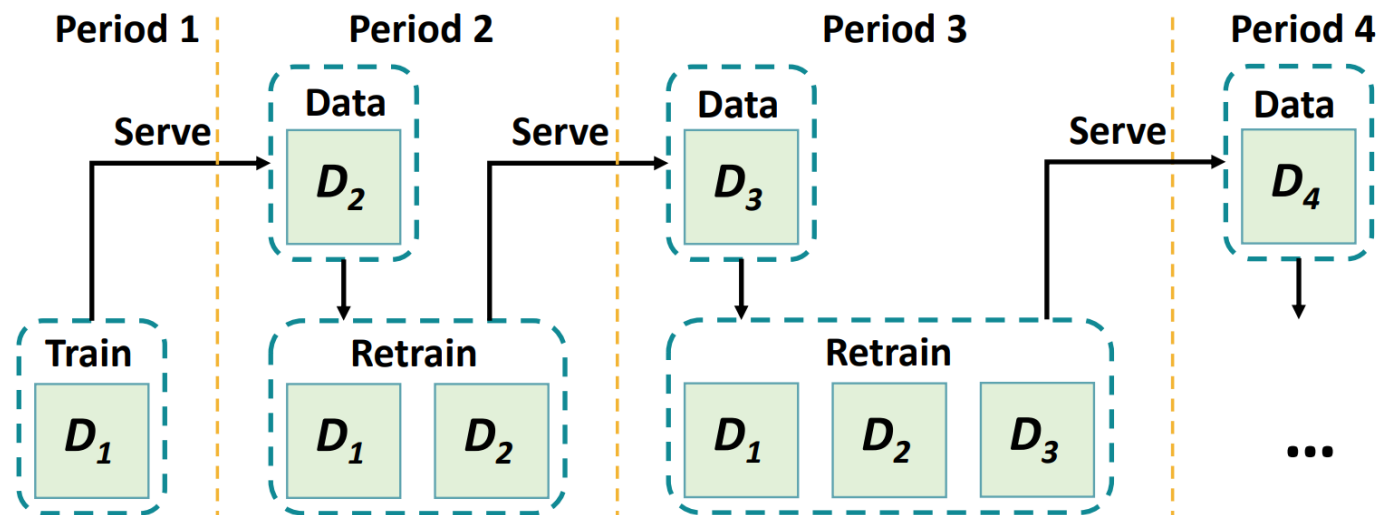 Period 1 Period 2 Period 3 Period 4
Data Data Data
Serve Serve Serve
D2 D3 D4
Train Retrain Retrain
D1 D1 D2 D1 D2 D3 ...